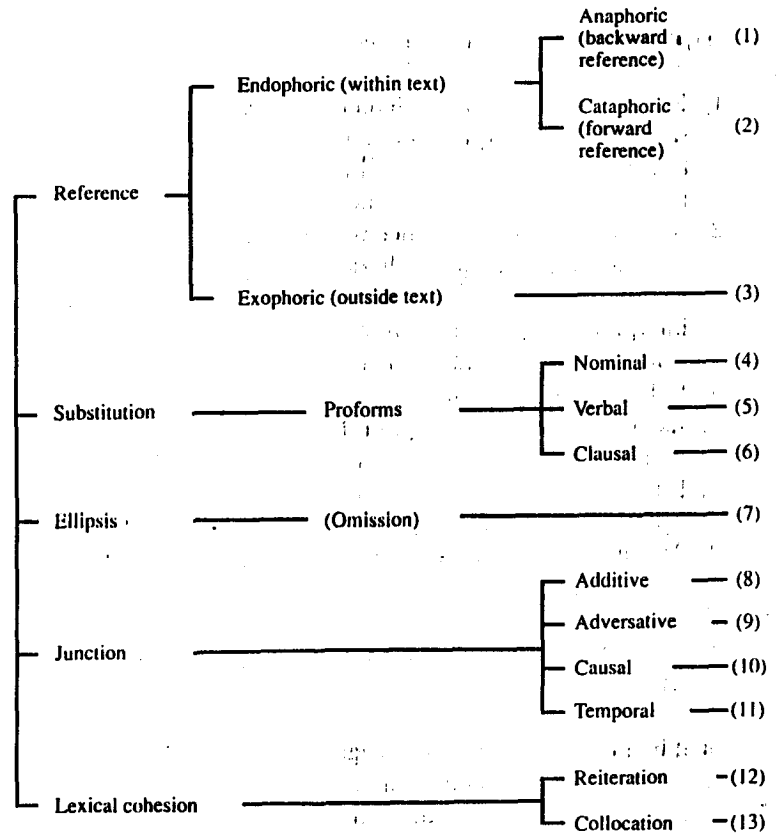 Anaphoric
(backward (1)
reference)
Endophoric (within text)
Cataphoric
(forward (2)
reference)
Reference
Exophoric (outside text) (3)
Nominal (4)
Substitution Proforms Verbal (5)
Clausal (6)
Ellipsis (Omission) (7)
Additive (8)
Adversative (9)
Junction
Causal (10)
Temporal (11)
Reiteration (12)
Lexical cohesion
Collocation (13)